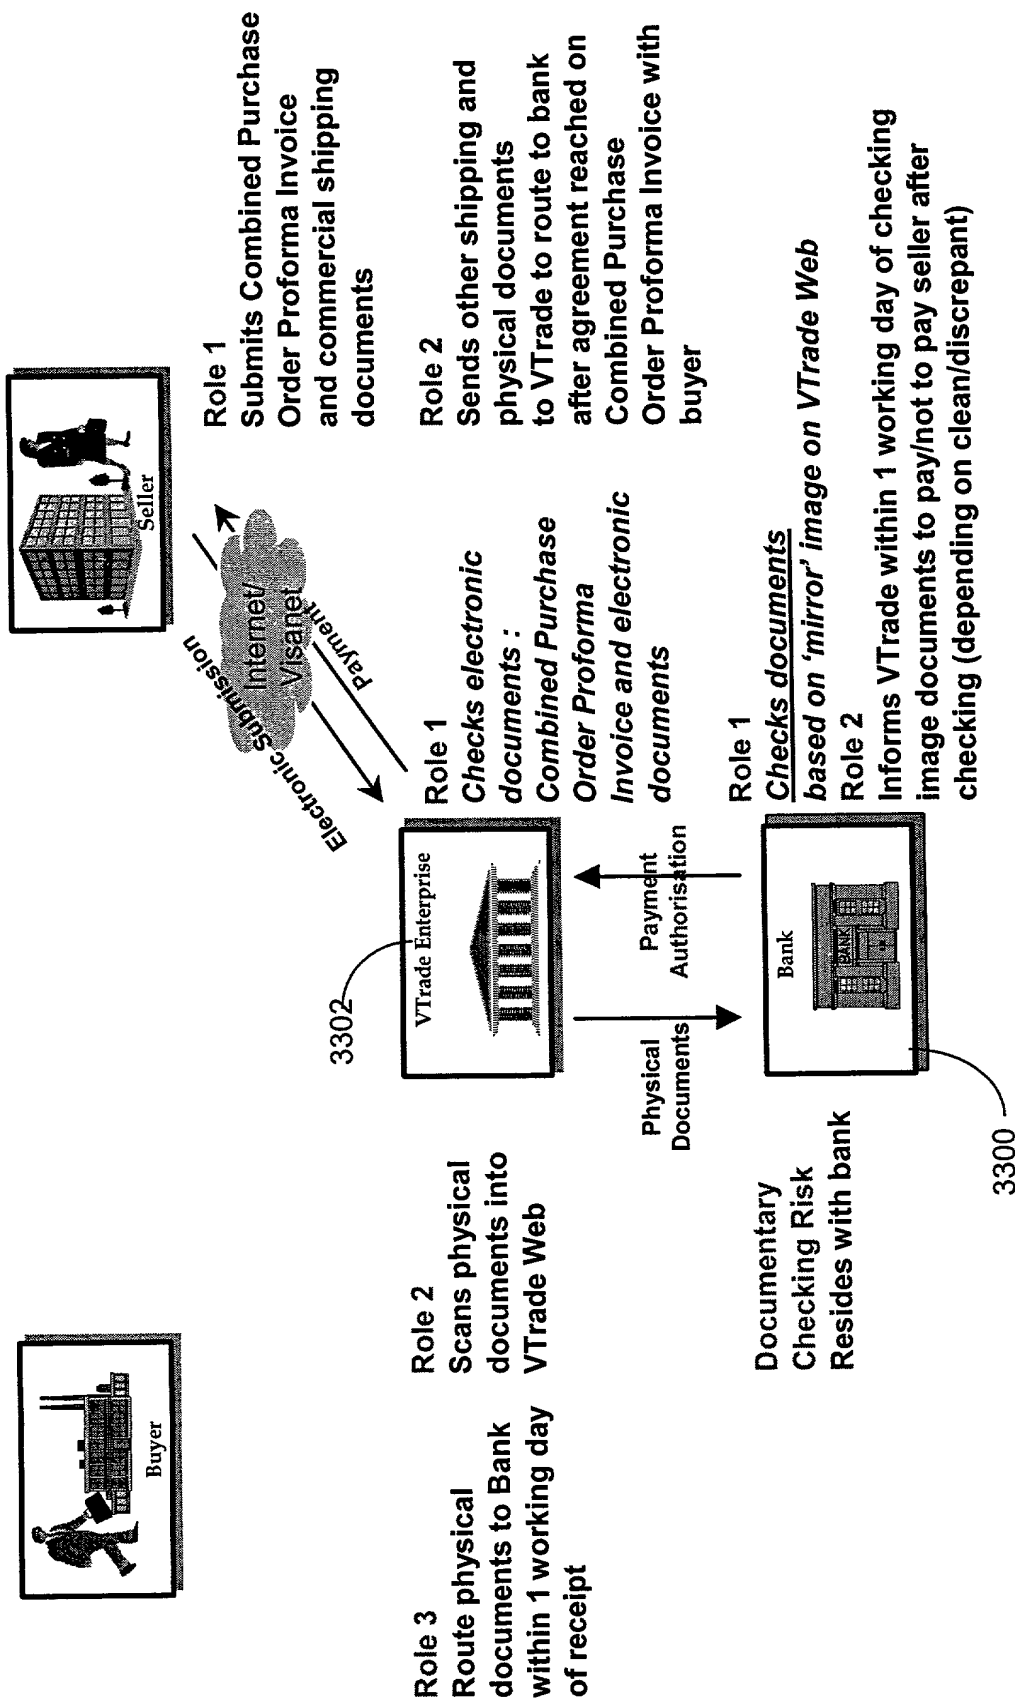 Buyer
Seller
Role 1
Submits Combined Purchase
Order Proforma Invoice
and commercial shipping
documents
Role 2
Sends other shipping and
physical documents
to VTrade to route to bank
after agreement reached on
Combined Purchase
Order Proforma Invoice with
buyer
Electronic Submission
Internet/
Visanet
Payment
3302
VTrade Enterprise
Role 1
Checks electronic
documents :
Combined Purchase
Order Proforma
Invoice and electronic
documents
Role 2
Scans physical
documents into
VTrade Web
Role 3
Route physical
documents to Bank
within 1 working day
of receipt
Physical
Documents
Payment
Authorisation
Bank
BANK
3300
Documentary
Checking Risk
Resides with bank
Role 1
Checks documents
based on ‘mirror’ image on VTrade Web
Role 2
Informs VTrade within 1 working day of checking
image documents to pay/not to pay seller after
checking (depending on clean/discrepant)